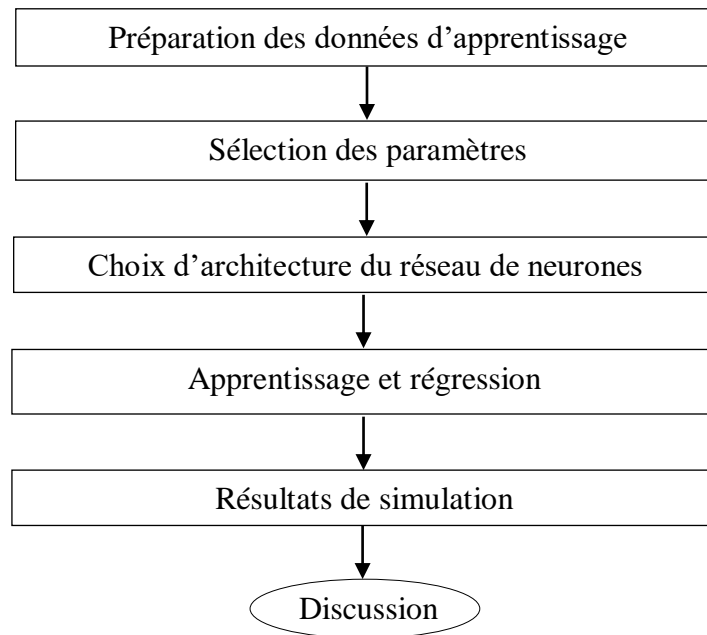 Préparation des données d’apprentissage
Sélection des paramètres
Choix d’architecture du réseau de neurones
Apprentissage et régression
Résultats de simulation
Discussion